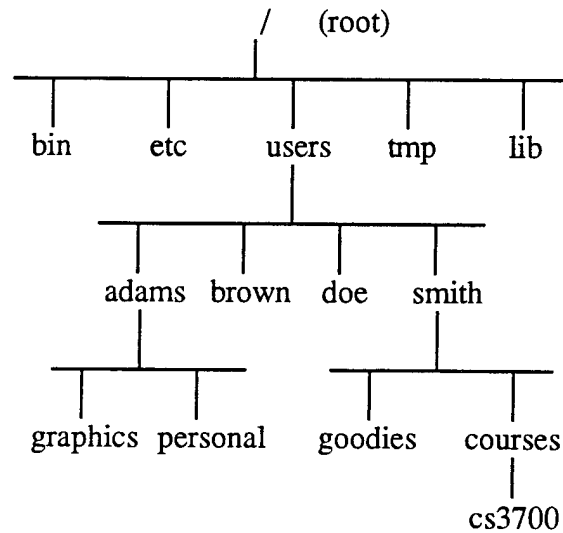 / (root)
bin etc users tmp lib
adams brown doe smith
graphics personal goodies courses
cs3700